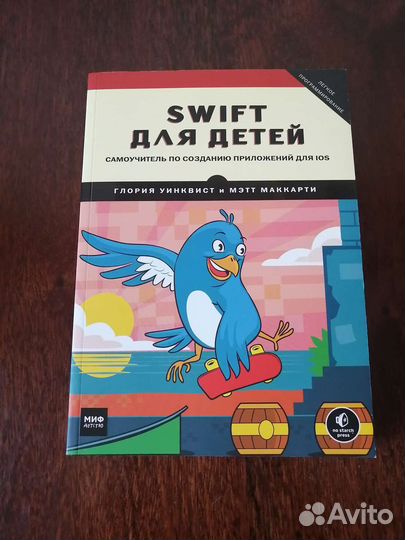 ЛЕГКОЕ
ПРОГРАММИРОВАНИЕ
SWIFT
ДЛЯ ДЕТЕЙ
САМОУЧИТЕЛЬ ПО СОЗДАНИЮ ПРИЛОЖЕНИЙ ДЛЯ IOS
ГЛОРИЯ УИНКВИСТ И МЭТТ МАККАРТИ
МИФ
ДЕТСТВО
no starch
press
Avito